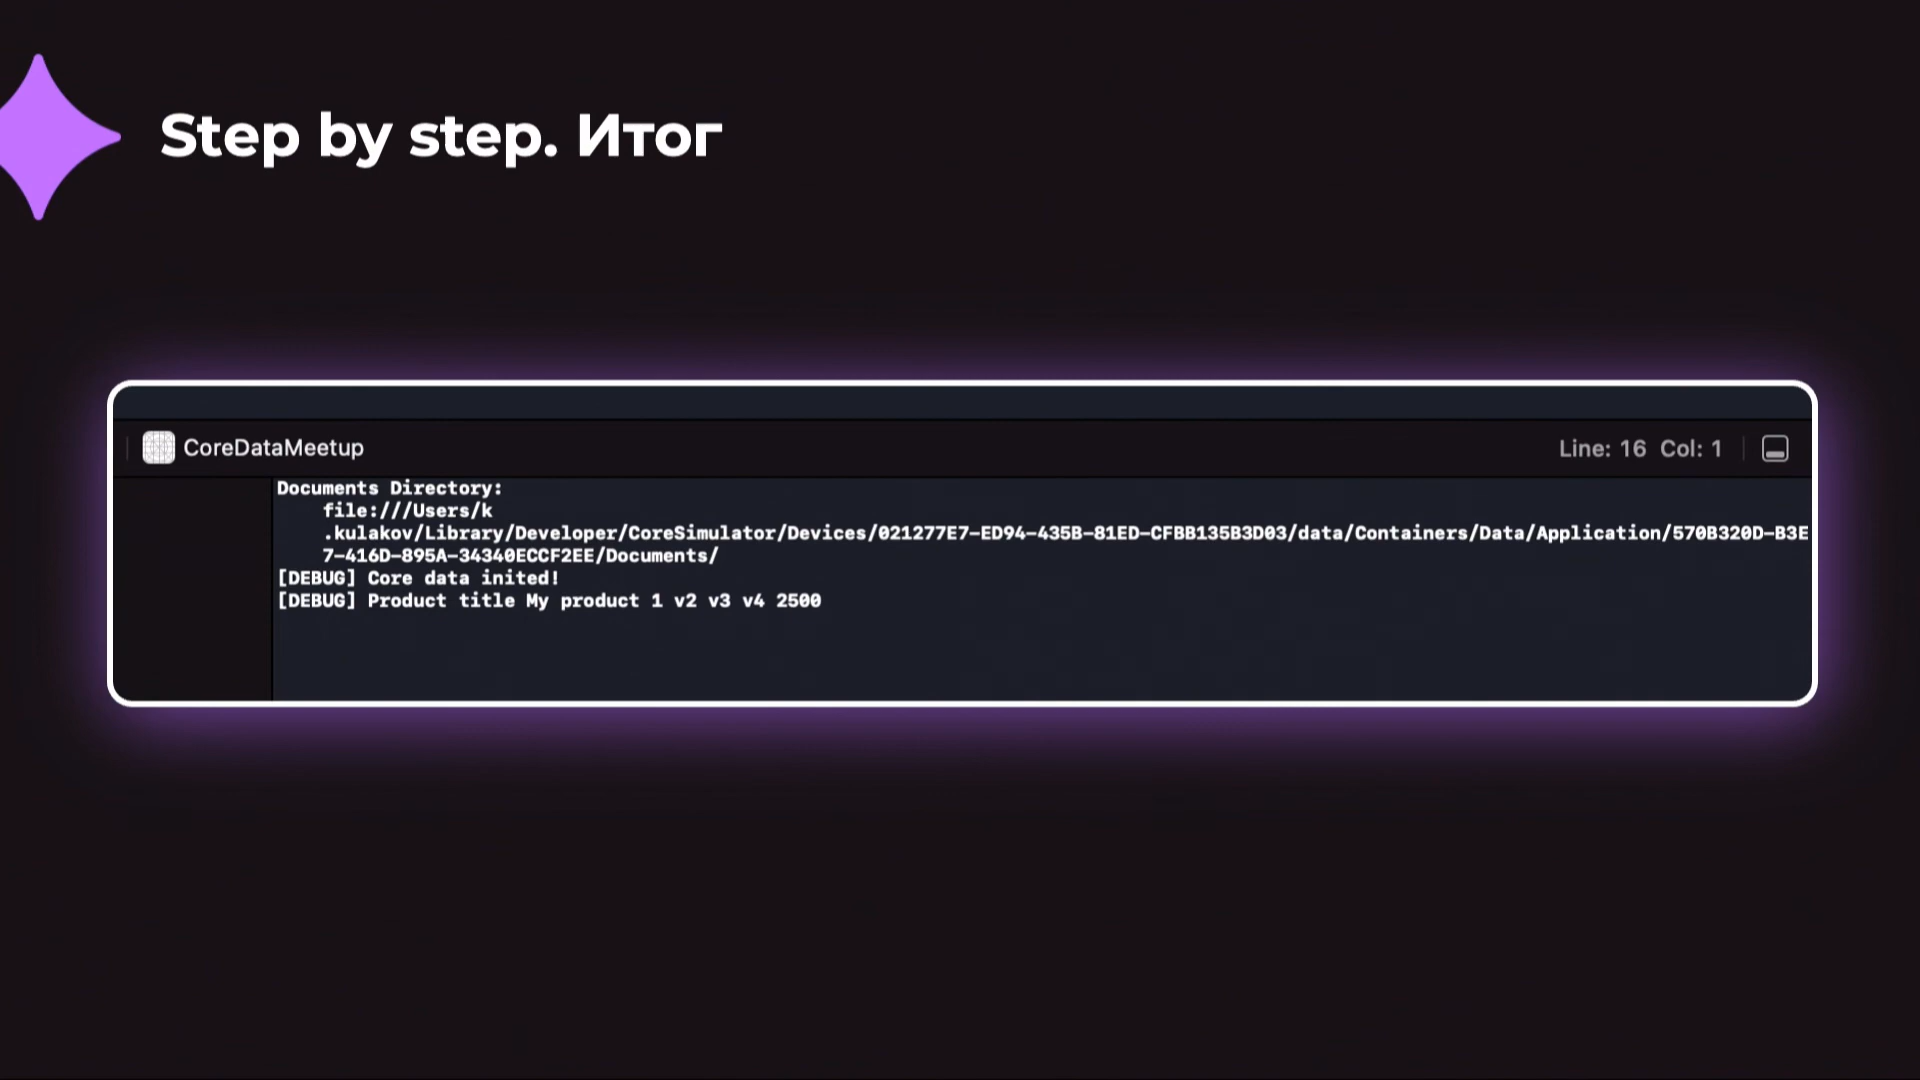 Step by step. Итог
CoreDataMeetup
Line: 16 Col: 1
Documents Directory:
file:///Users/k
.kulakov/Library/Developer/CoreSimulator/Devices/021277E7-ED94-435B-81ED-CFBB135B3D03/data/Containers/Data/Application/570B320D-B3E
7-416D-895A-34340ECCF2EE/Documents/
[DEBUG] Core data inited!
[DEBUG] Product title My product 1 v2 v3 v4 2500